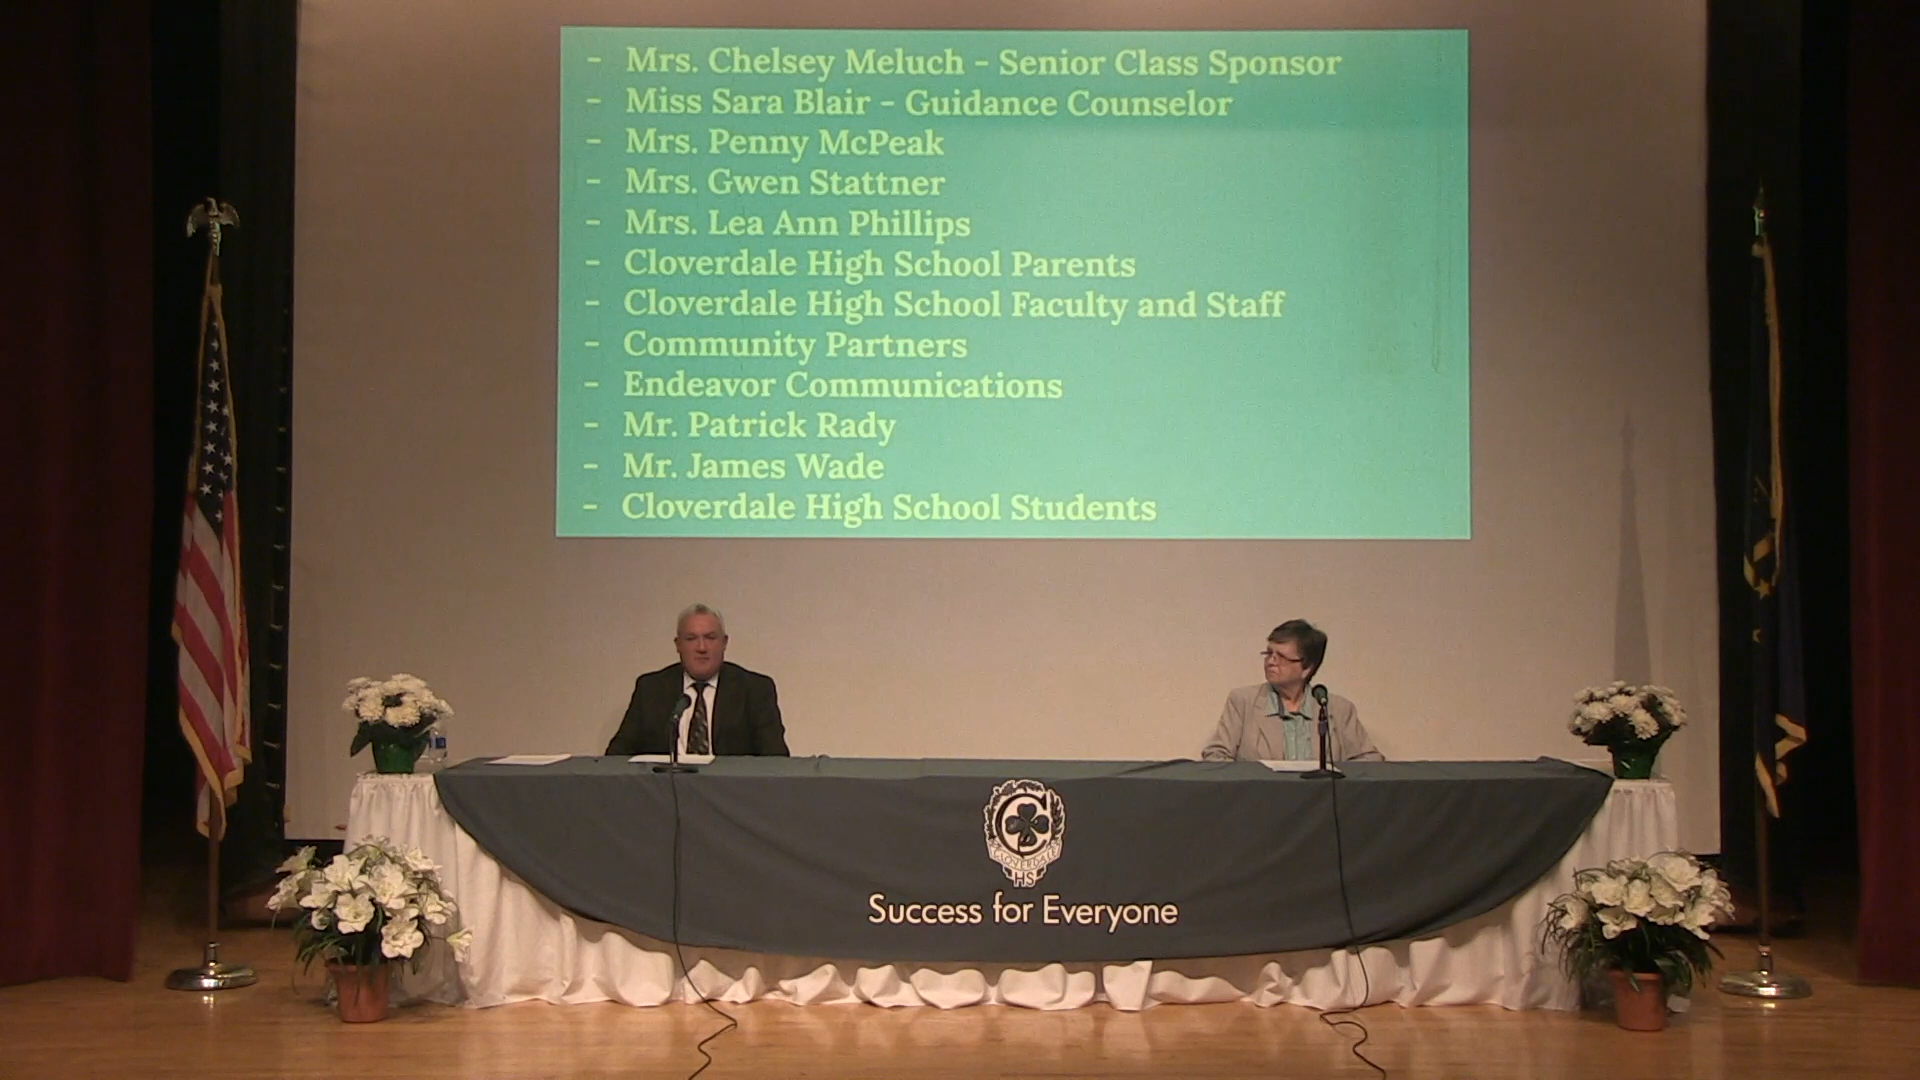 - Mrs. Chelsey Meluch - Senior Class Sponsor
- Miss Sara Blair - Guidance Counselor
- Mrs. Penny McPeak
- Mrs. Gwen Stattner
- Mrs. Lea Ann Phillips
- Cloverdale High School Parents
- Cloverdale High School Faculty and Staff
- Community Partners
- Endeavor Communications
- Mr. Patrick Rady
- Mr. James Wade
- Cloverdale High School Students
C
CLOVERDALE
HS
Success for Everyone